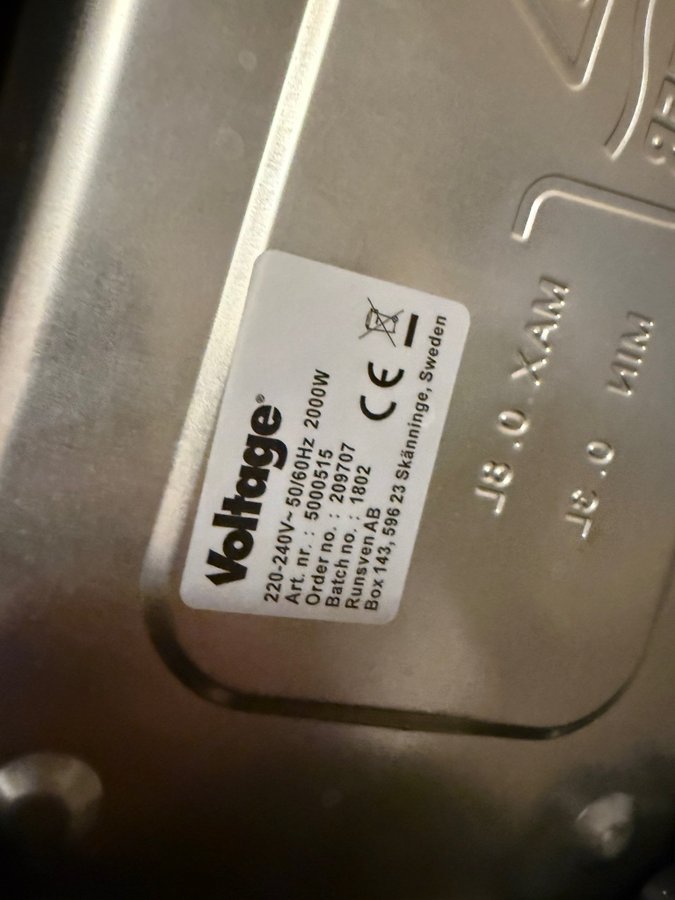 Voltage®
220-240V~ 50/60Hz 2000W
Art. nr. : 5000515
Order no. : 209707
Batch no. : 1802
Runsven AB
Box 143, 596 23 Skänninge, Sweden
CE
MAX 0.8L
MIN 0.3L